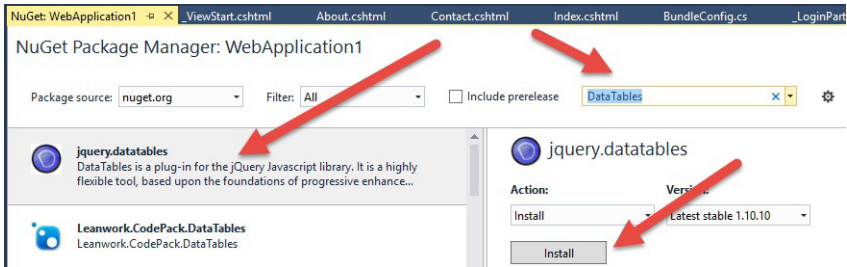 NuGet: WebApplication1 _ViewStart.cshtml About.cshtml Contact.cshtml Index.cshtml BundleConfig.cs _LoginPart
NuGet Package Manager: WebApplication1
Package source: nuget.org Filter: All Include prerelease DataTables
jquery.datatables
DataTables is a plug-in for the jQuery Javascript library. It is a highly
flexible tool, based upon the foundations of progressive enhance...
Leanwork.CodePack.DataTables
Leanwork.CodePack.DataTables
jquery.datatables
Action: Version:
Install Latest stable 1.10.10
Install